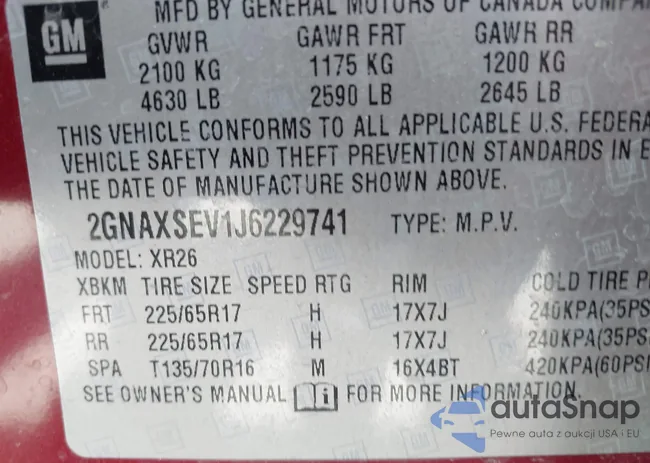 GM
MFD BY GENERAL MOTORS OF CANADA COMPA
GVWR GAWR FRT GAWR RR
2100 KG 1175 KG 1200 KG
4630 LB 2590 LB 2645 LB
THIS VEHICLE CONFORMS TO ALL APPLICABLE U.S. FEDERA
VEHICLE SAFETY AND THEFT PREVENTION STANDARDS IN E
THE DATE OF MANUFACTURE SHOWN ABOVE.
2GNAXSEV1J6229741 TYPE: M.P.V.
MODEL: XR26
XBKM TIRE SIZE SPEED RTG RIM COLD TIRE P
FRT 225/65R17 H 17X7J 240KPA(35PS
RR 225/65R17 H 17X7J 240KPA(35PS
SPA T135/70R16 M 16X4BT 420KPA(60PSI
SEE OWNER'S MANUAL FOR MORE INFORMATION.
autaSnap
Pewne auta z aukcji USA i EU